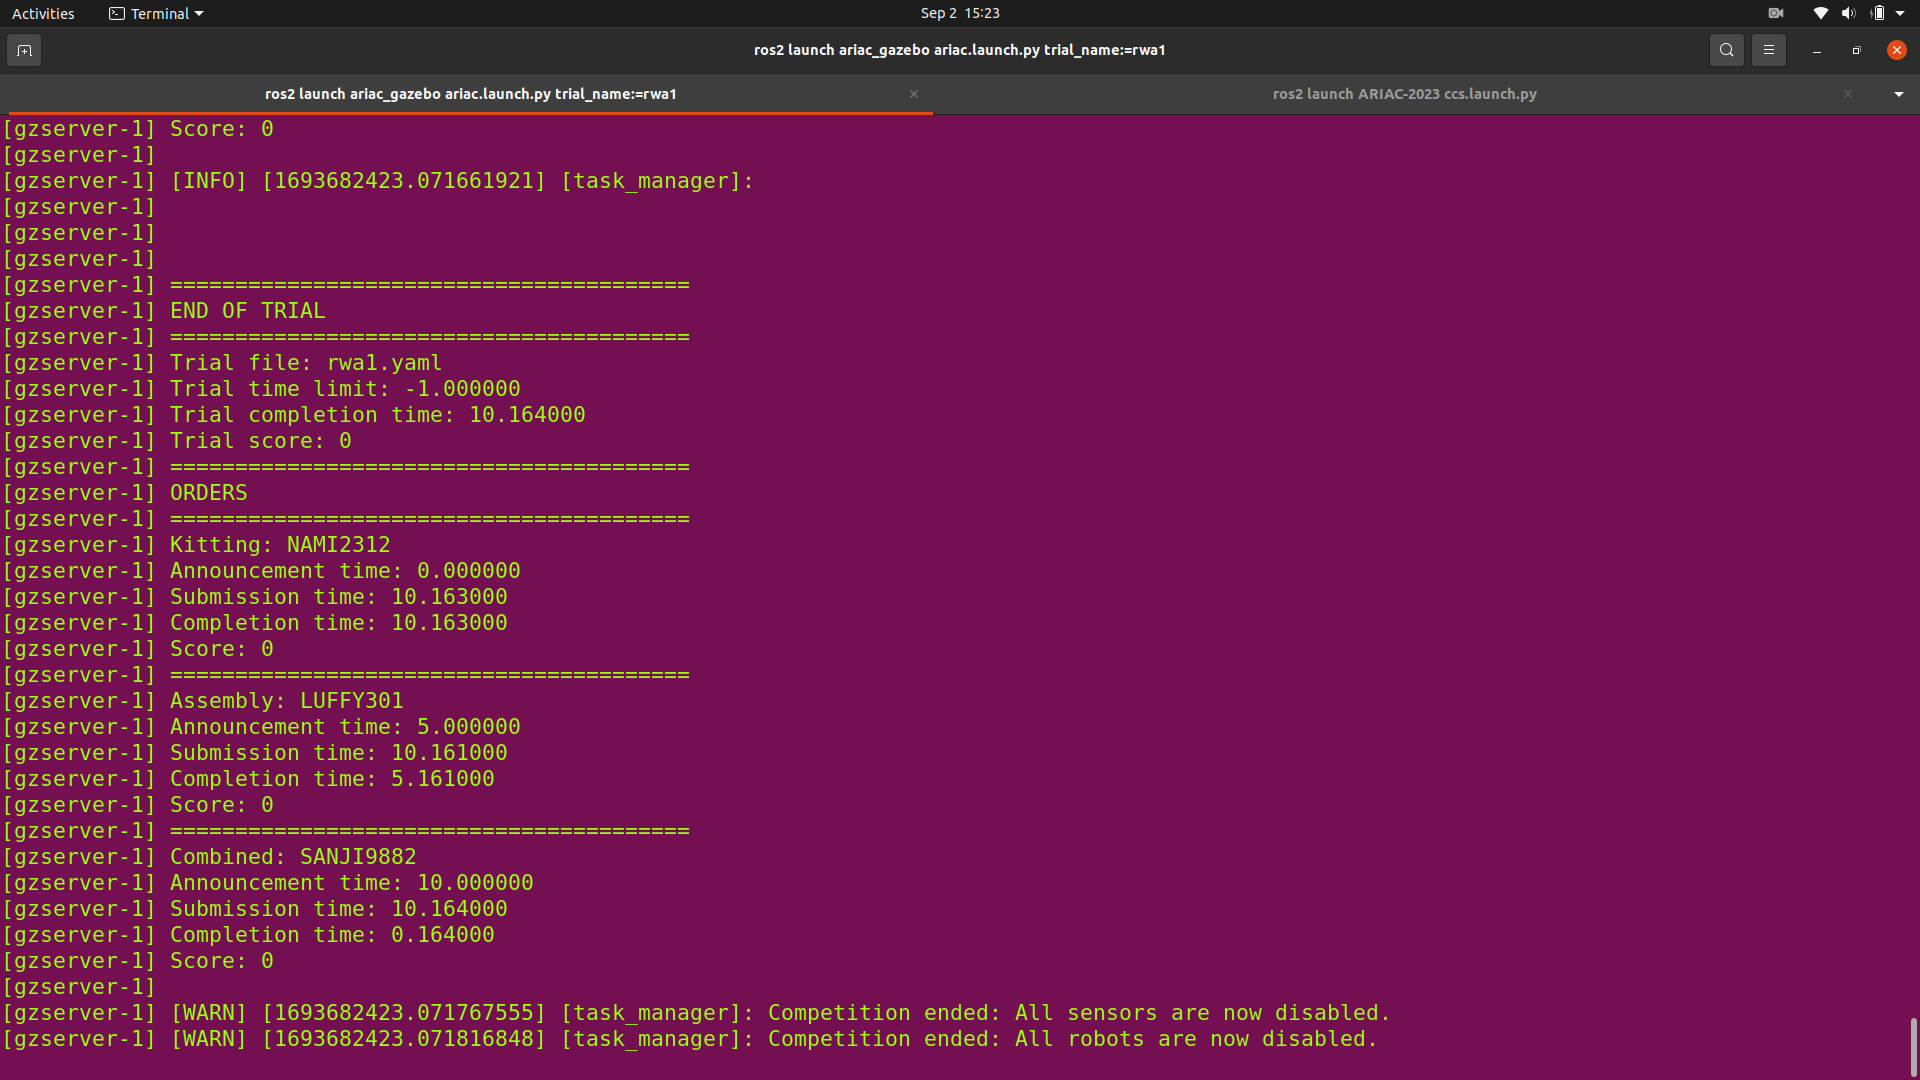 Activities
Terminal
Sep 2 15:23
ros2 launch ariac_gazebo ariac.launch.py trial_name:=rwa1
ros2 launch ariac_gazebo ariac.launch.py trial_name:=rwa1
ros2 launch ARIAC-2023 ccs.launch.py
[gzserver-1] Score: 0
[gzserver-1]
[gzserver-1] [INFO] [1693682423.071661921] [task_manager]:
[gzserver-1]
[gzserver-1]
[gzserver-1]
[gzserver-1] ========================================
[gzserver-1] END OF TRIAL
[gzserver-1] ========================================
[gzserver-1] Trial file: rwa1.yaml
[gzserver-1] Trial time limit: -1.000000
[gzserver-1] Trial completion time: 10.164000
[gzserver-1] Trial score: 0
[gzserver-1] ========================================
[gzserver-1] ORDERS
[gzserver-1] ========================================
[gzserver-1] Kitting: NAMI2312
[gzserver-1] Announcement time: 0.000000
[gzserver-1] Submission time: 10.163000
[gzserver-1] Completion time: 10.163000
[gzserver-1] Score: 0
[gzserver-1] ========================================
[gzserver-1] Assembly: LUFFY301
[gzserver-1] Announcement time: 5.000000
[gzserver-1] Submission time: 10.161000
[gzserver-1] Completion time: 5.161000
[gzserver-1] Score: 0
[gzserver-1] ========================================
[gzserver-1] Combined: SANJI9882
[gzserver-1] Announcement time: 10.000000
[gzserver-1] Submission time: 10.164000
[gzserver-1] Completion time: 0.164000
[gzserver-1] Score: 0
[gzserver-1]
[gzserver-1] [WARN] [1693682423.071767555] [task_manager]: Competition ended: All sensors are now disabled.
[gzserver-1] [WARN] [1693682423.071816848] [task_manager]: Competition ended: All robots are now disabled.